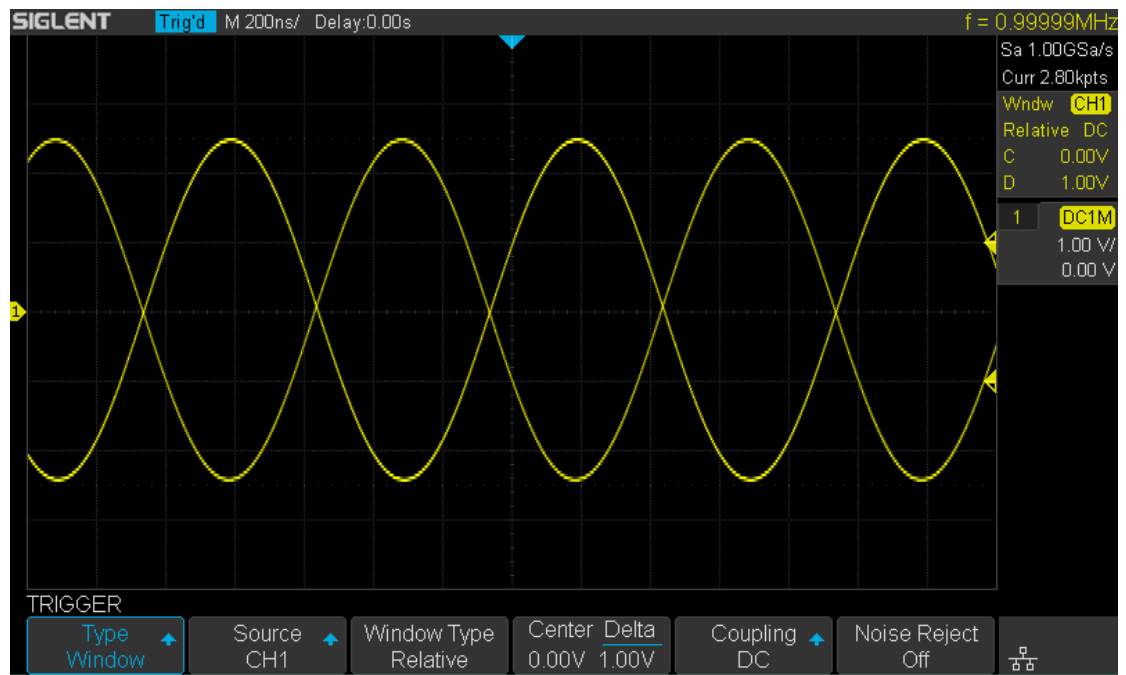 SIGLENT Trig'd M 200ns/ Delay:0.00s f = 0.99999MHz
Sa 1.00GSa/s
Curr 2.80kpts
Wndw CH1
Relative DC
C 0.00V
D 1.00V
1 DC1M
1.00 V/
0.00 V
1
TRIGGER
Type Source Window Type Center Delta Coupling Noise Reject
Window CH1 Relative 0.00V 1.00V DC Off